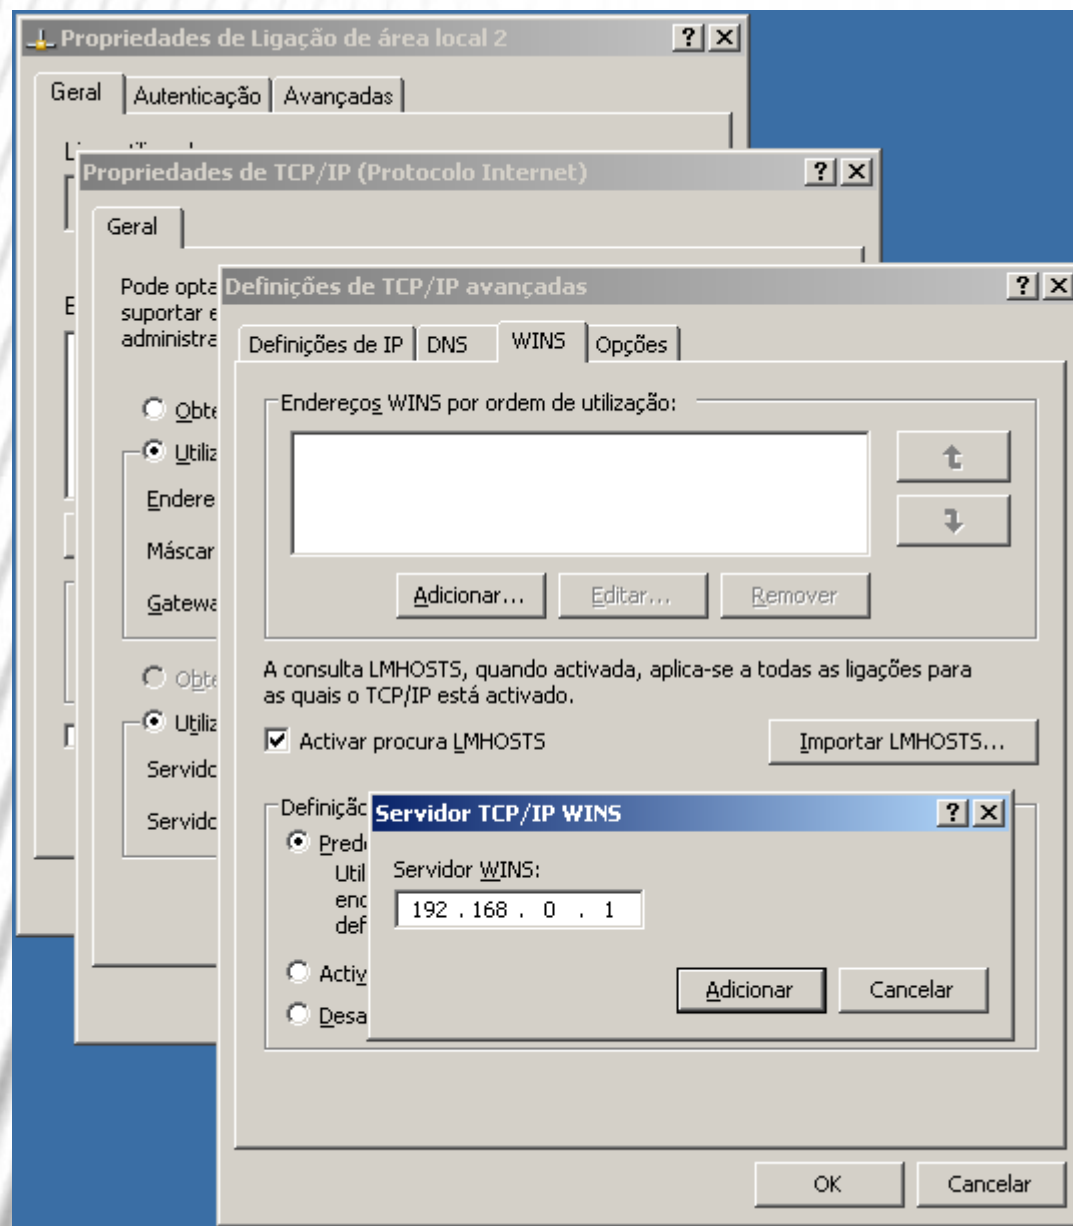 Propriedades de Ligação de área local 2
Geral
Autenticação
Avançadas
Propriedades de TCP/IP (Protocolo Internet)
Geral
Pode opta
suportar e
administra
Obte
Utiliz
Endere
Máscar
Gatewa
Obte
Utiliz
Servido
Servido
Definições de TCP/IP avançadas
Definições de IP
DNS
WINS
Opções
Endereços WINS por ordem de utilização:
Adicionar...
Editar...
Remover
A consulta LMHOSTS, quando activada, aplica-se a todas as ligações para
as quais o TCP/IP está activado.
Activar procura LMHOSTS
Importar LMHOSTS...
Definição
Pred
Util
enc
def
Activ
Desa
Servidor TCP/IP WINS
Servidor WINS:
192 . 168 . 0 . 1
Adicionar
Cancelar
OK
Cancelar